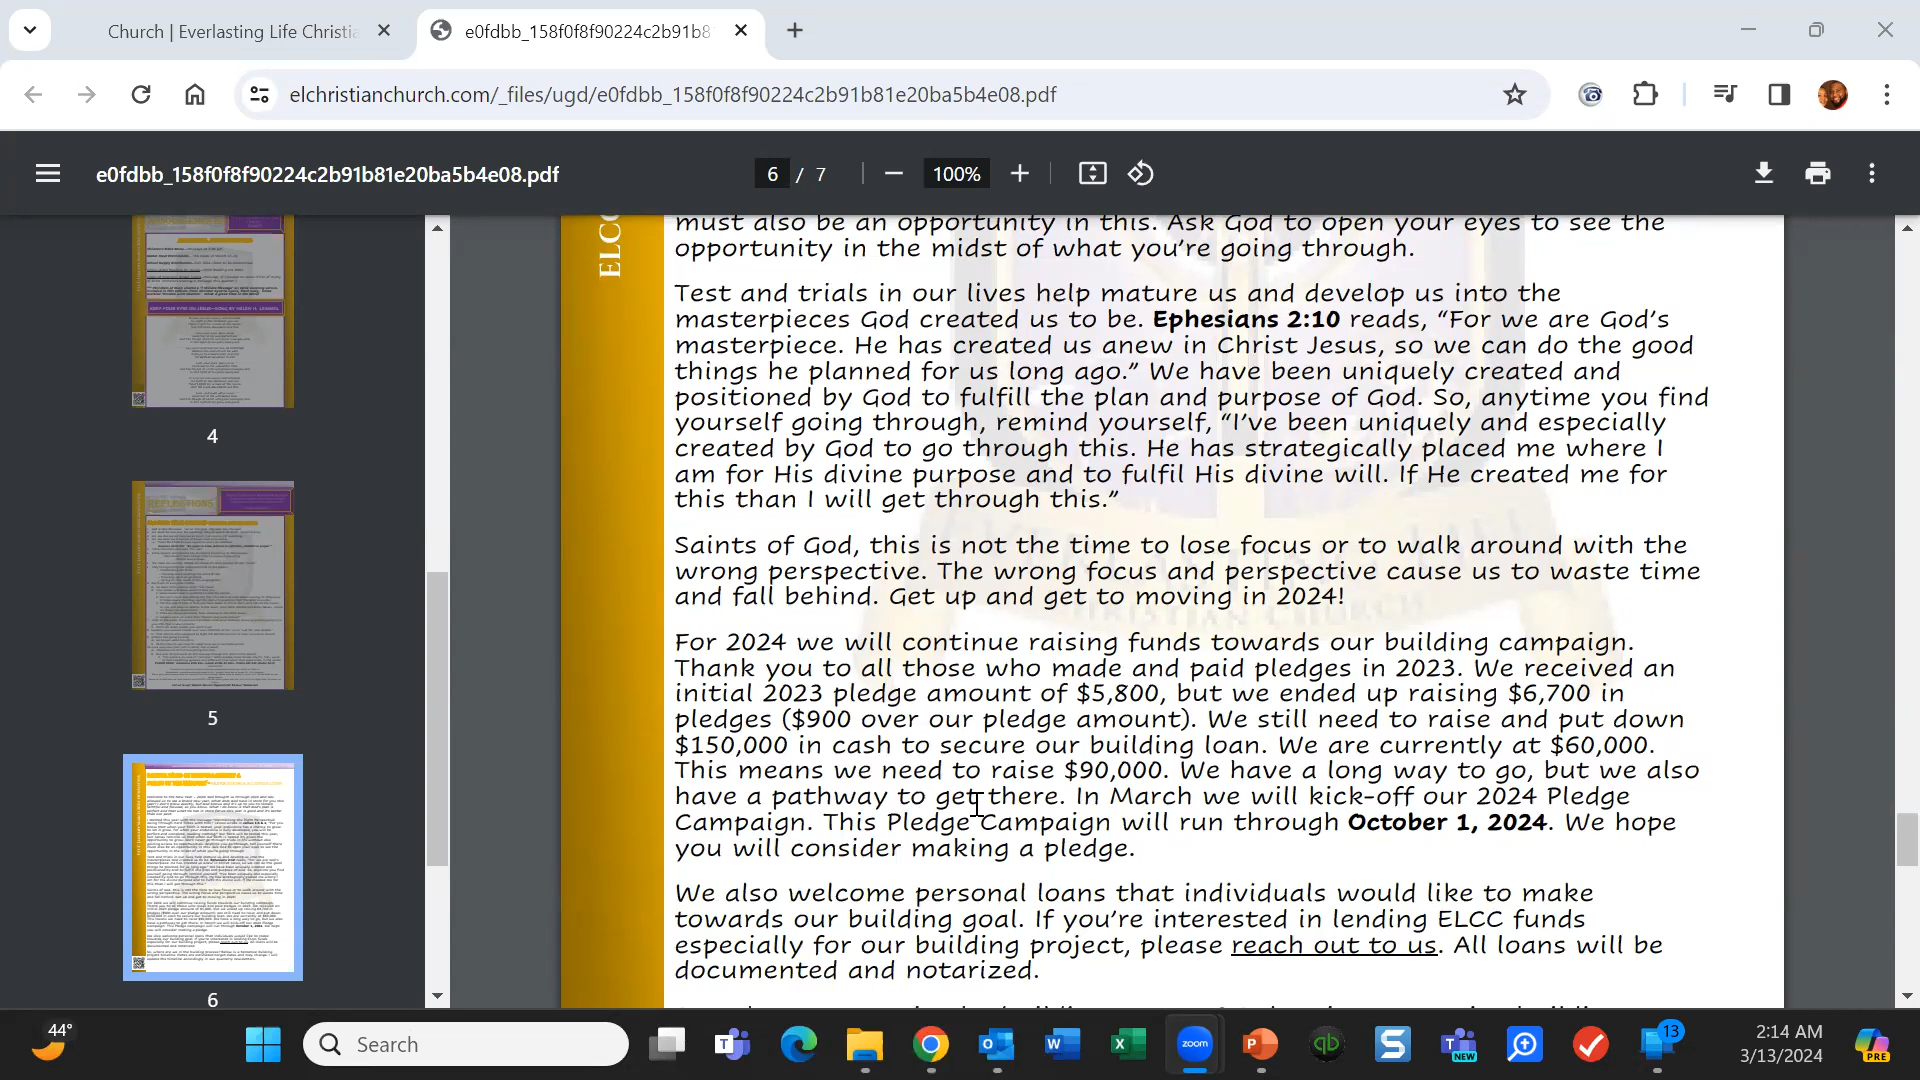 Church | Everlasting Life Christia
e0fdbb_158f0f8f90224c2b91b8
elchristianchurch.com/_files/ugd/e0fdbb_158f0f8f90224c2b91b81e20ba5b4e08.pdf
e0fdbb_158f0f8f90224c2b91b81e20ba5b4e08.pdf
6 / 7
100%
4
REFLECTIONS
5
6
ELCC
must also be an opportunity in this. Ask God to open your eyes to see the
opportunity in the midst of what you’re going through.
Test and trials in our lives help mature us and develop us into the
masterpieces God created us to be. Ephesians 2:10 reads, “For we are God’s
masterpiece. He has created us anew in Christ Jesus, so we can do the good
things he planned for us long ago.” We have been uniquely created and
positioned by God to fulfill the plan and purpose of God. So, anytime you find
yourself going through, remind yourself, “I’ve been uniquely and especially
created by God to go through this. He has strategically placed me where I
am for His divine purpose and to fulfil His divine will. If He created me for
this than I will get through this.”
Saints of God, this is not the time to lose focus or to walk around with the
wrong perspective. The wrong focus and perspective cause us to waste time
and fall behind. Get up and get to moving in 2024!
For 2024 we will continue raising funds towards our building campaign.
Thank you to all those who made and paid pledges in 2023. We received an
initial 2023 pledge amount of $5,800, but we ended up raising $6,700 in
pledges ($900 over our pledge amount). We still need to raise and put down
$150,000 in cash to secure our building loan. We are currently at $60,000.
This means we need to raise $90,000. We have a long way to go, but we also
have a pathway to get there. In March we will kick-off our 2024 Pledge
Campaign. This Pledge Campaign will run through October 1, 2024. We hope
you will consider making a pledge.
We also welcome personal loans that individuals would like to make
towards our building goal. If you’re interested in lending ELCC funds
especially for our building project, please reach out to us. All loans will be
documented and notarized.
44°
Search
zoom
NEW
13
2:14 AM
3/13/2024
PRE